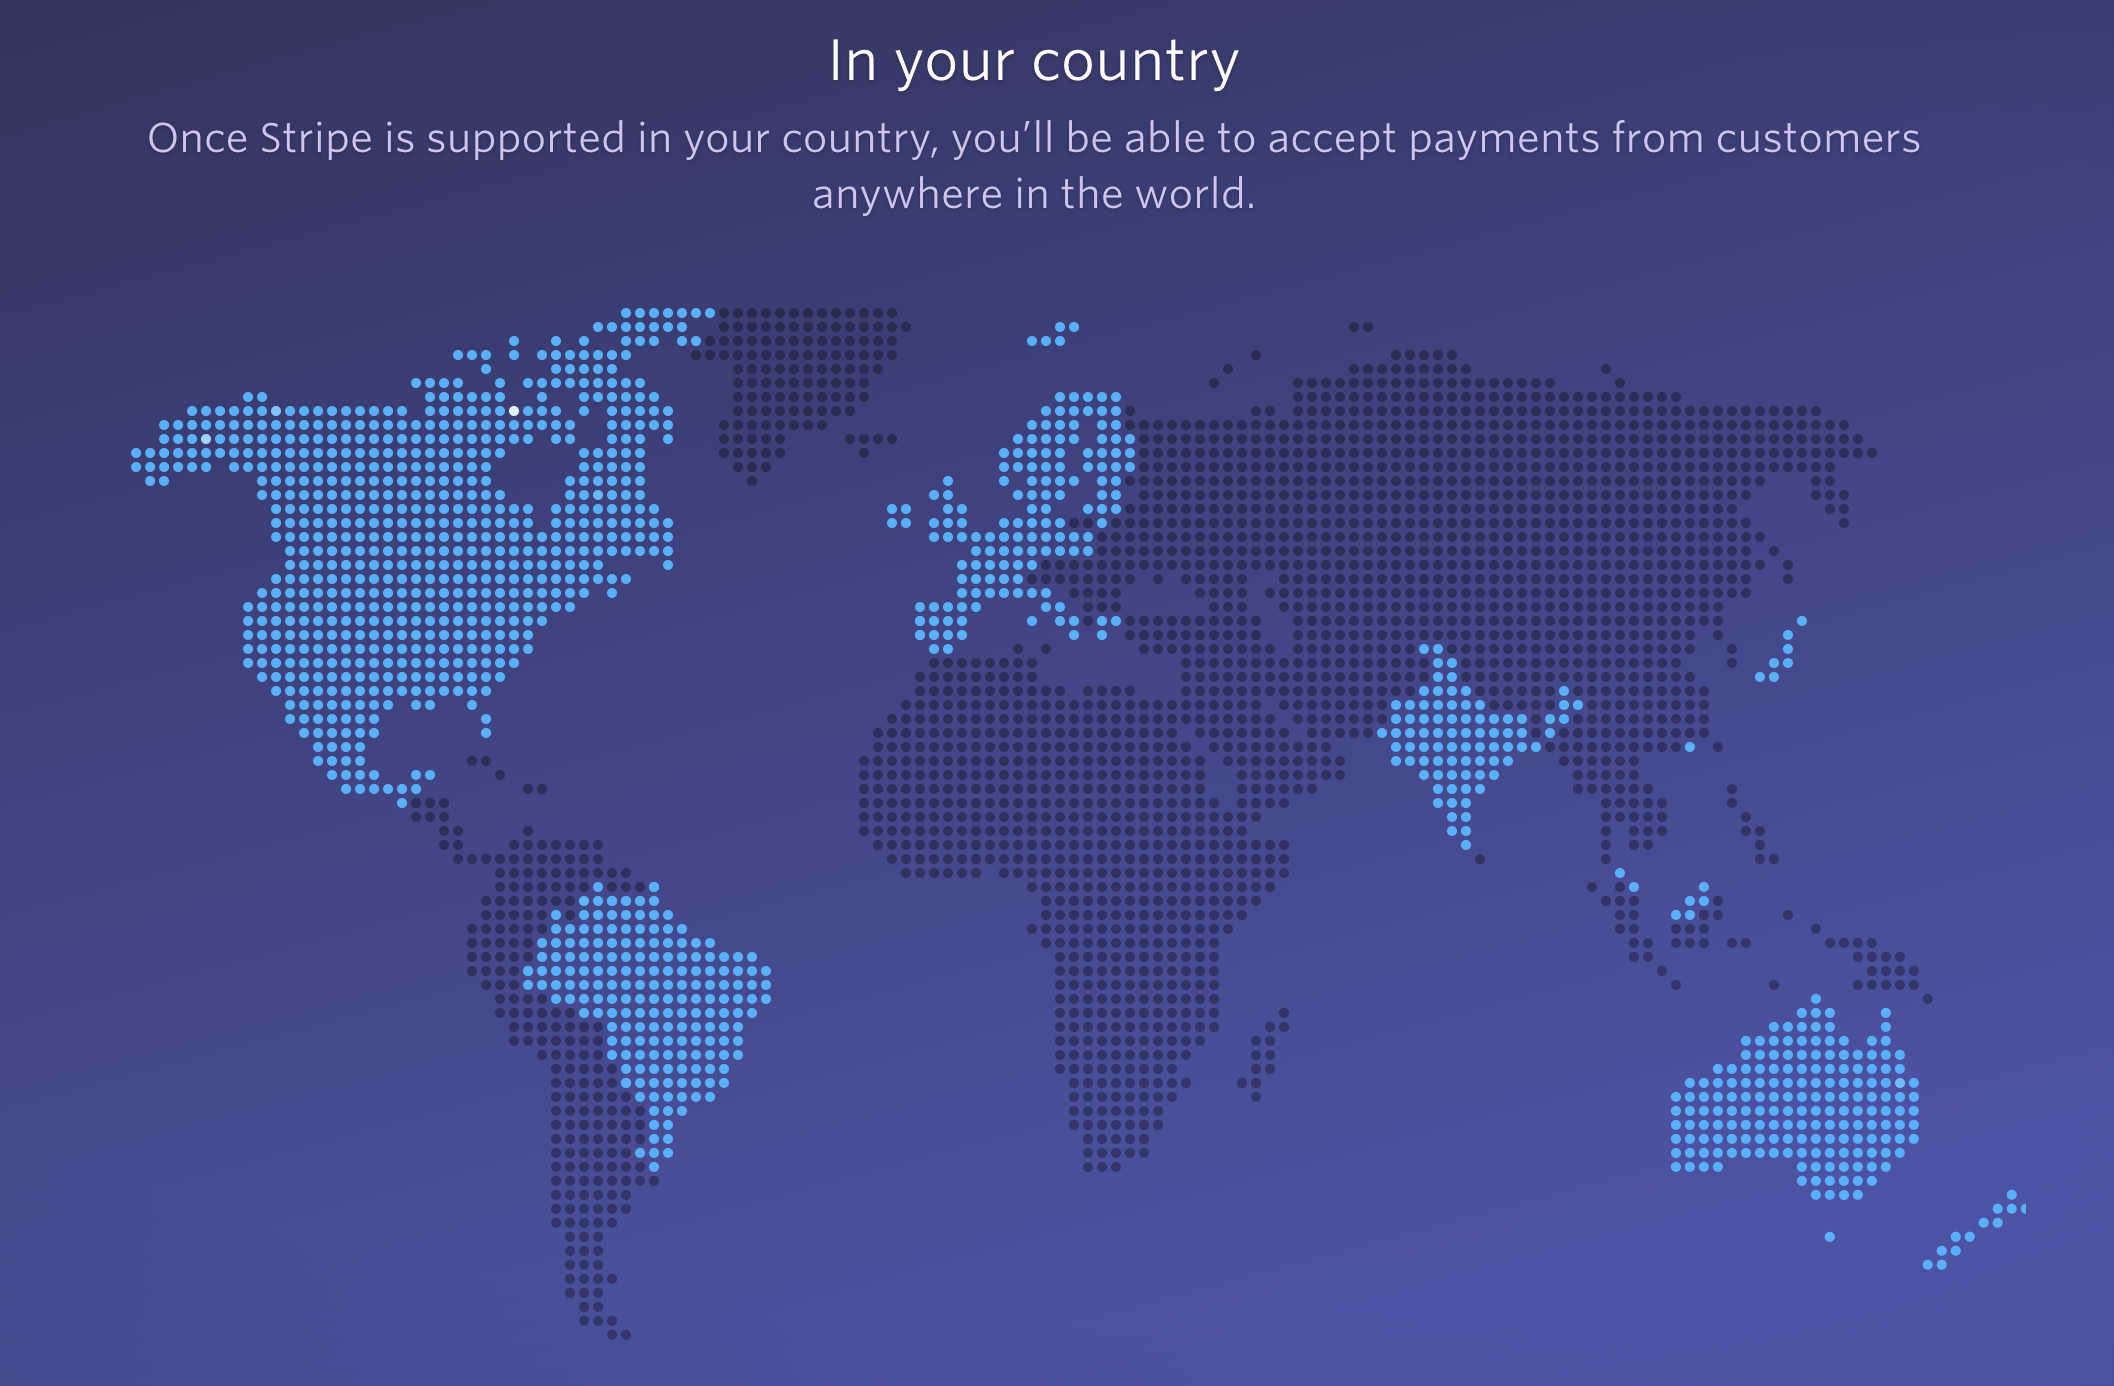 In your country
Once Stripe is supported in your country, you’ll be able to accept payments from customers
anywhere in the world.